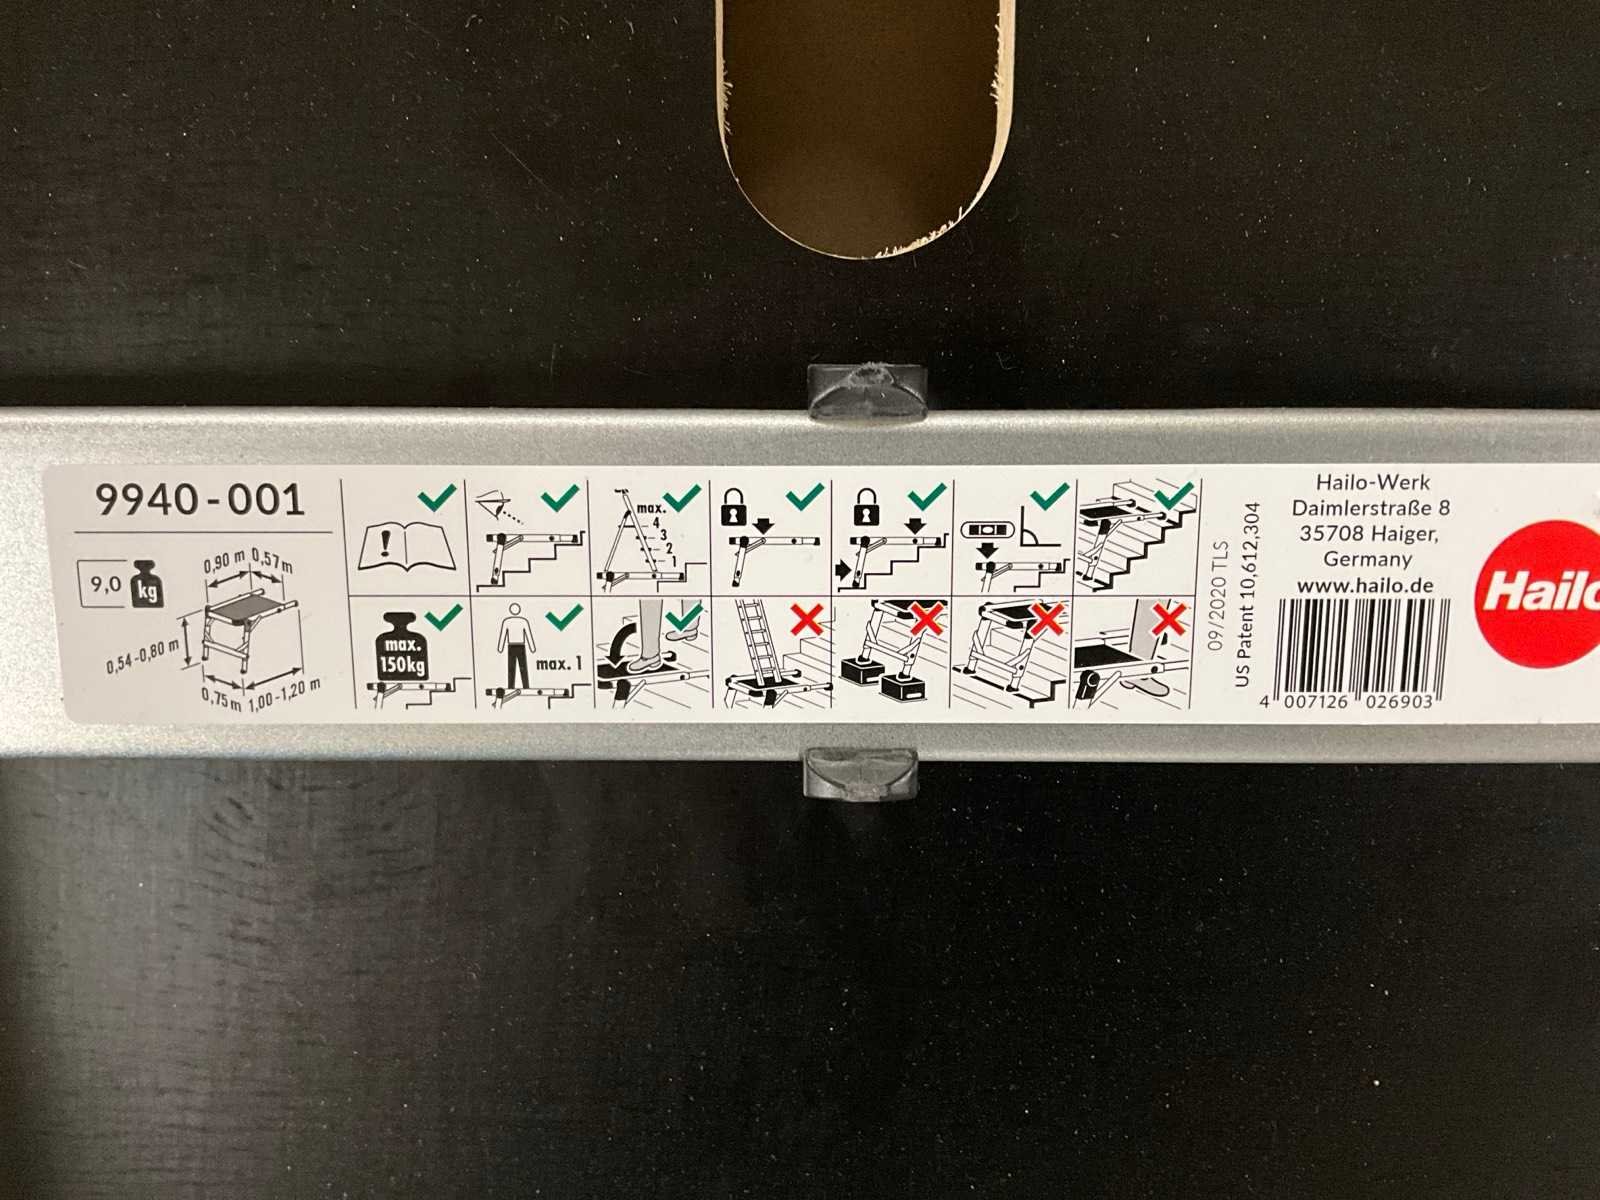 9940-001
9,0 kg
0,90 m 0,57 m
0,54-0,80 m
0,75 m 1,00-1,20 m
!
max.
4
3
2
1
max.
150kg
max. 1
09/2020 TLS
US Patent 10,612,304
Hailo-Werk
Daimlerstraße 8
35708 Haiger,
Germany
www.hailo.de
4 007126 026903
Hailo